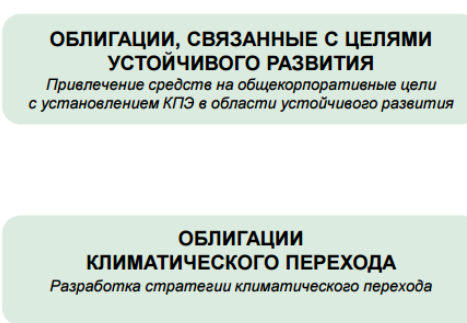 ОБЛИГАЦИИ, СВЯЗАННЫЕ С ЦЕЛЯМИ
УСТОЙЧИВОГО РАЗВИТИЯ
Привлечение средств на общекорпоративные цели
с установлением КПЭ в области устойчивого развития
ОБЛИГАЦИИ
КЛИМАТИЧЕСКОГО ПЕРЕХОДА
Разработка стратегии климатического перехода